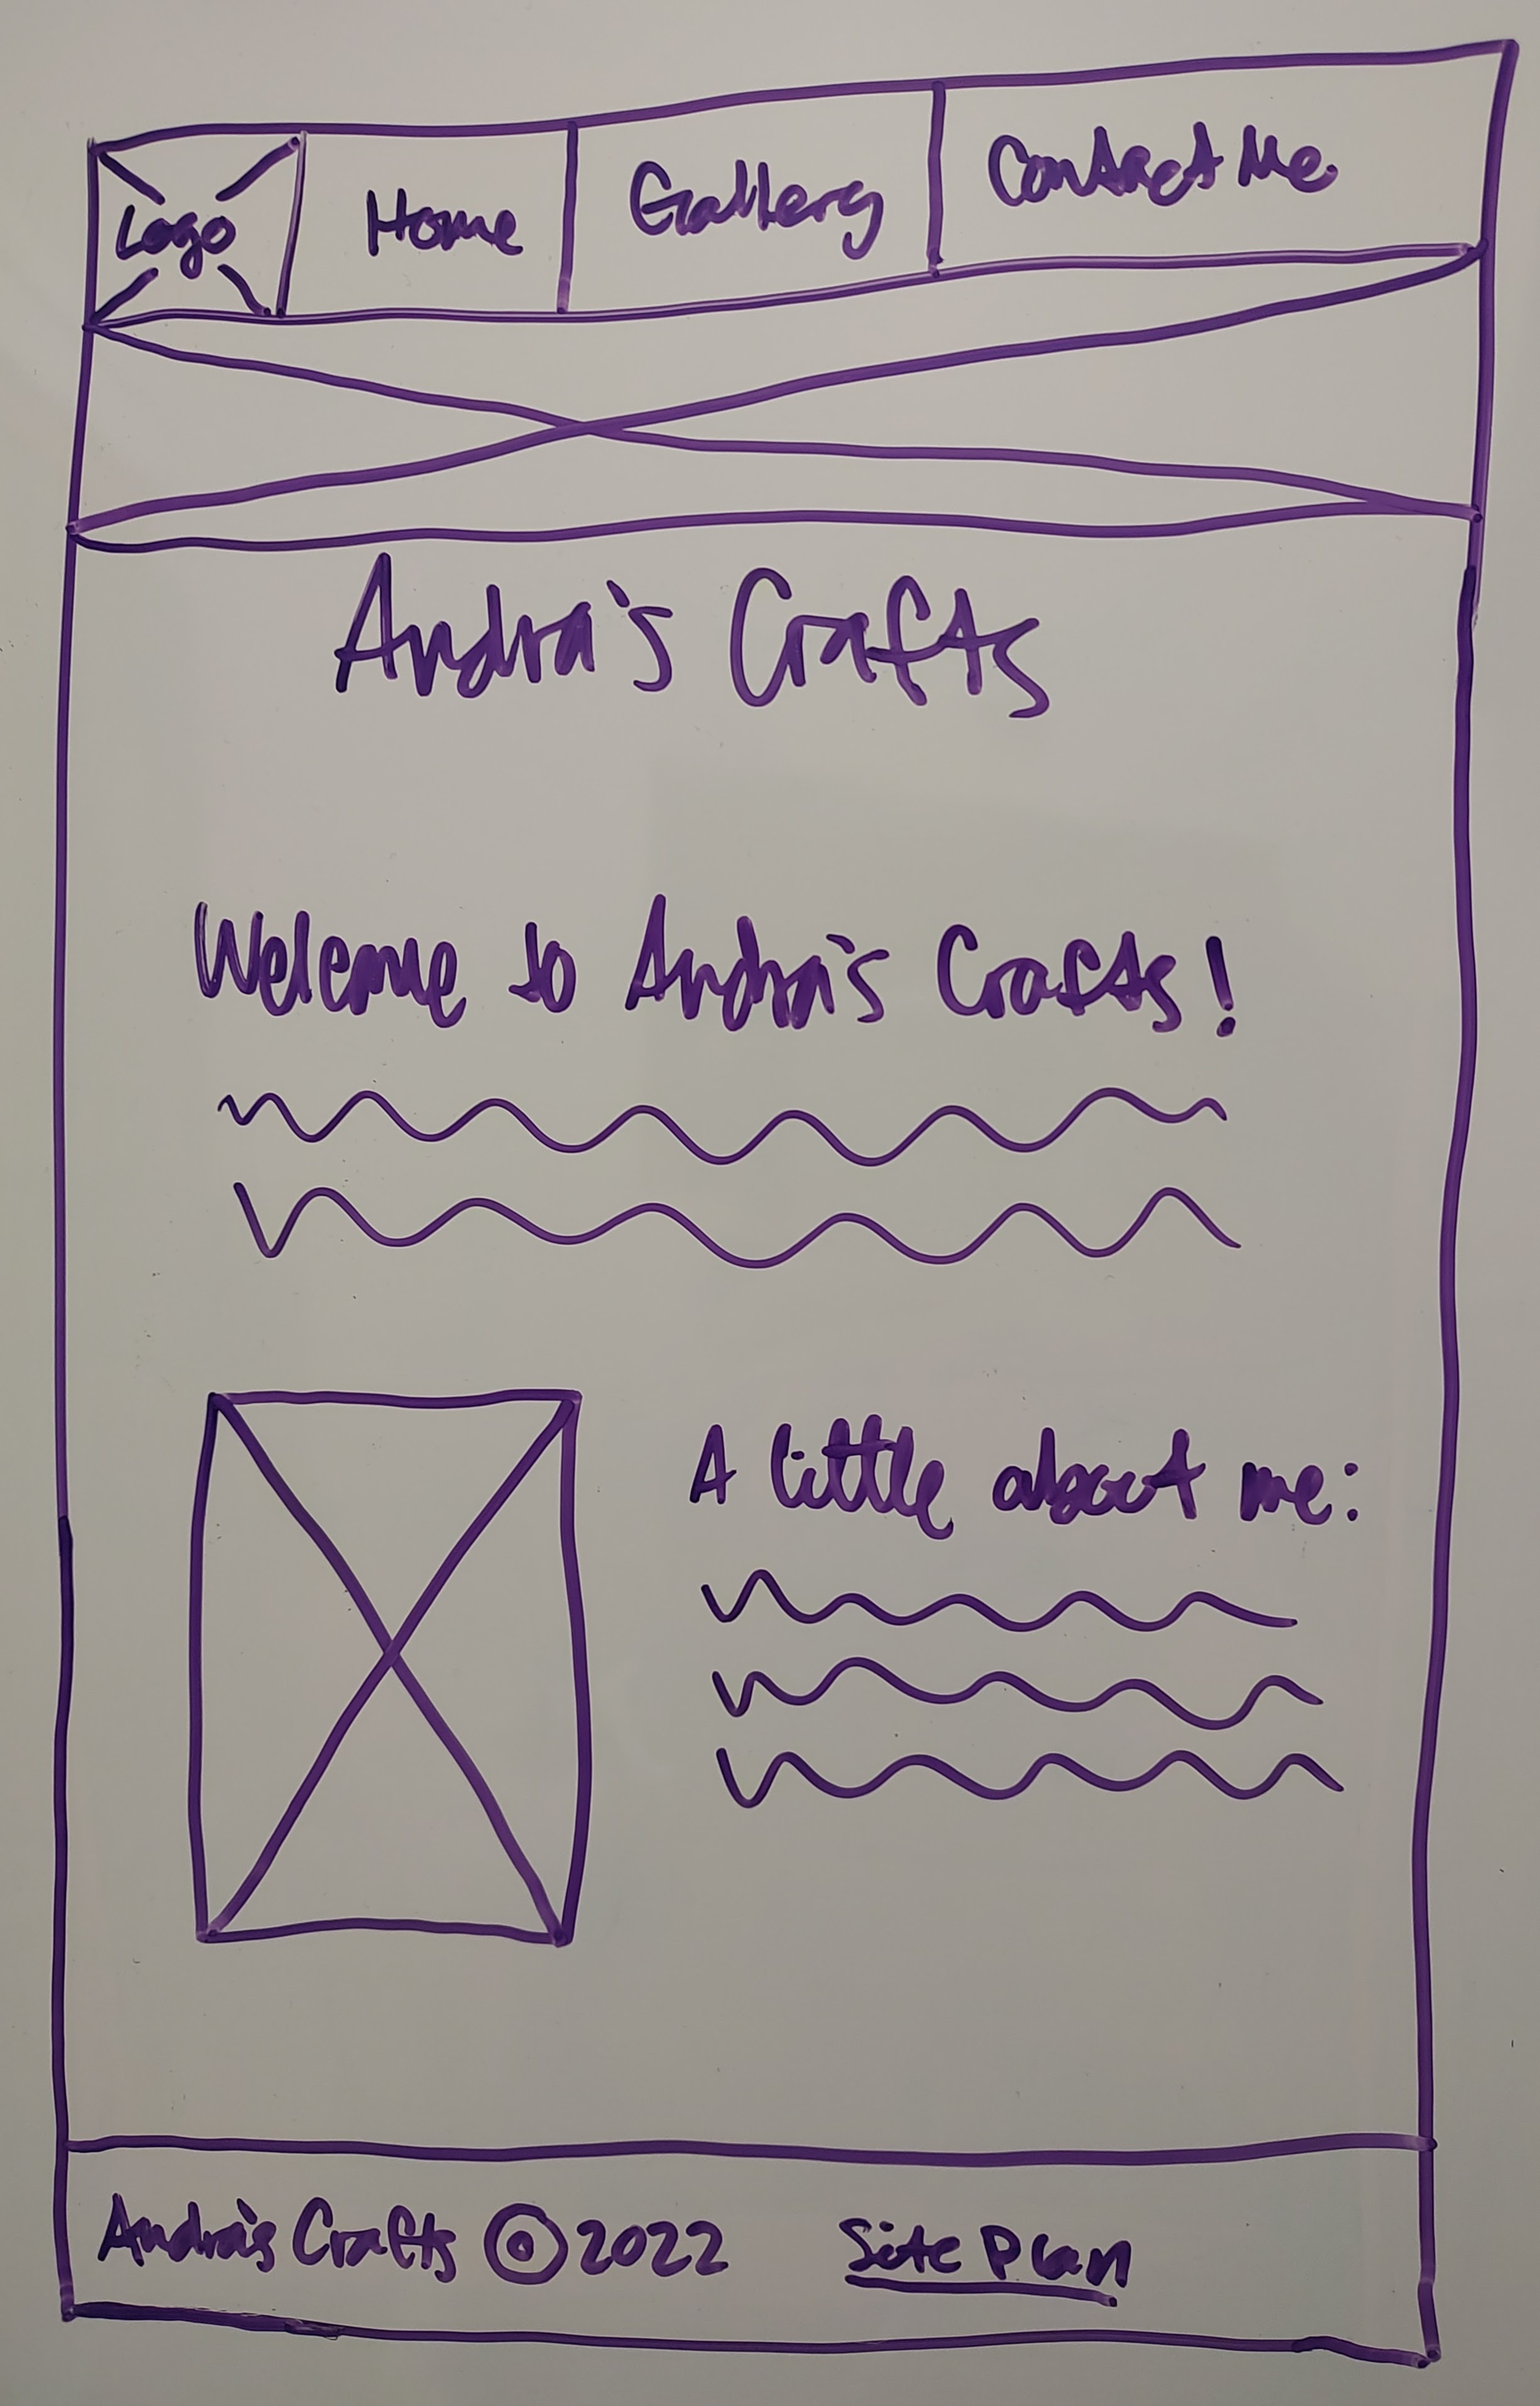 Logo Home Gallery Contact Me
Andra's Crafts
Welcome to Andra's Crafts!
A little about me:
Andra's Crafts © 2022 Site Plan